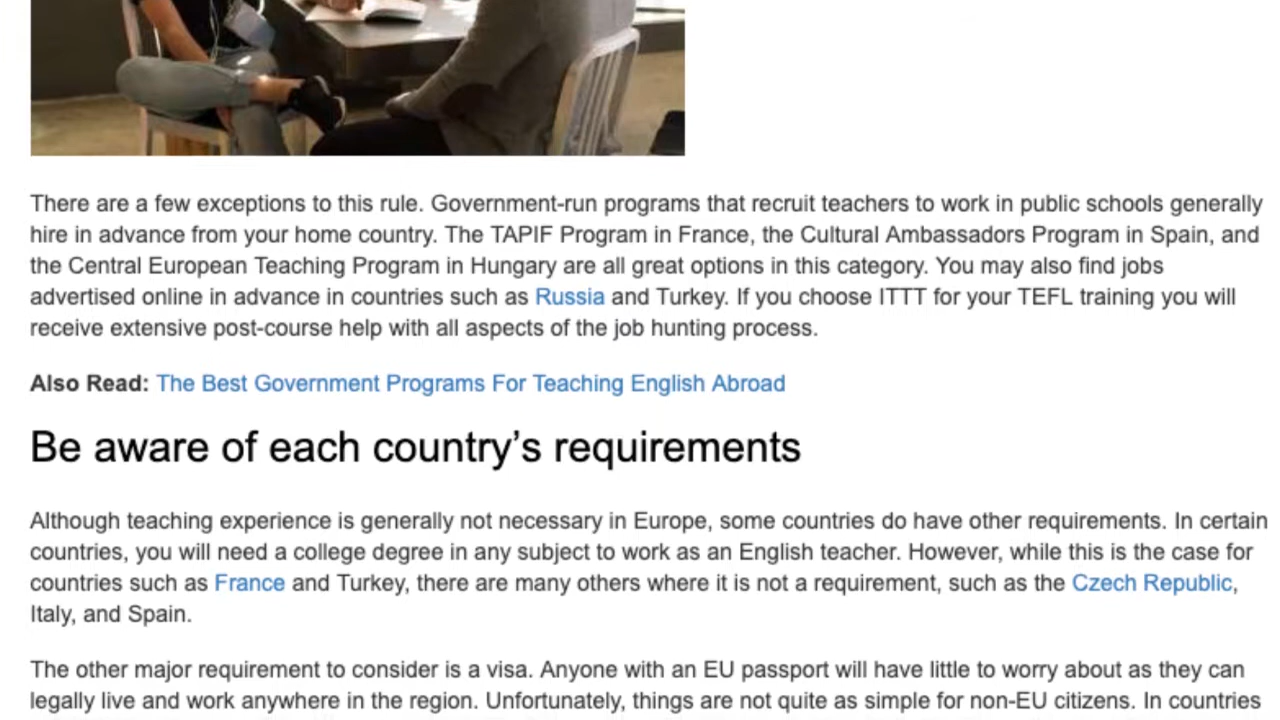 There are a few exceptions to this rule. Government-run programs that recruit teachers to work in public schools generally
hire in advance from your home country. The TAPIF Program in France, the Cultural Ambassadors Program in Spain, and
the Central European Teaching Program in Hungary are all great options in this category. You may also find jobs
advertised online in advance in countries such as Russia and Turkey. If you choose ITTT for your TEFL training you will
receive extensive post-course help with all aspects of the job hunting process.
Also Read: The Best Government Programs For Teaching English Abroad
Be aware of each country’s requirements
Although teaching experience is generally not necessary in Europe, some countries do have other requirements. In certain
countries, you will need a college degree in any subject to work as an English teacher. However, while this is the case for
countries such as France and Turkey, there are many others where it is not a requirement, such as the Czech Republic,
Italy, and Spain.
The other major requirement to consider is a visa. Anyone with an EU passport will have little to worry about as they can
legally live and work anywhere in the region. Unfortunately, things are not quite as simple for non-EU citizens. In countries